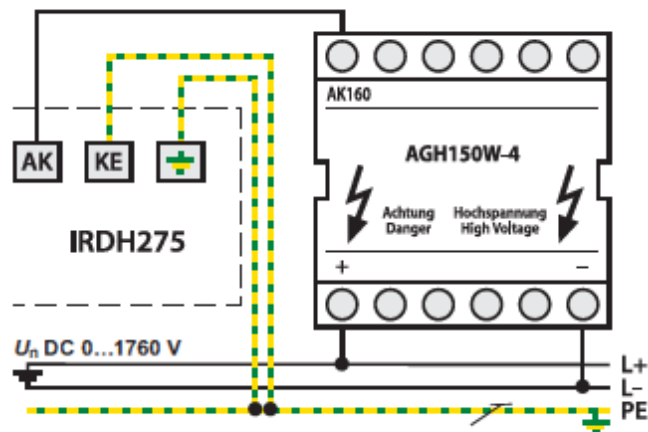 AK160
AGH150W-4
AK
KE
Achtung Hochspannung
Danger High Voltage
IRDH275
+ –
Un DC 0...1760 V
L+
L–
PE